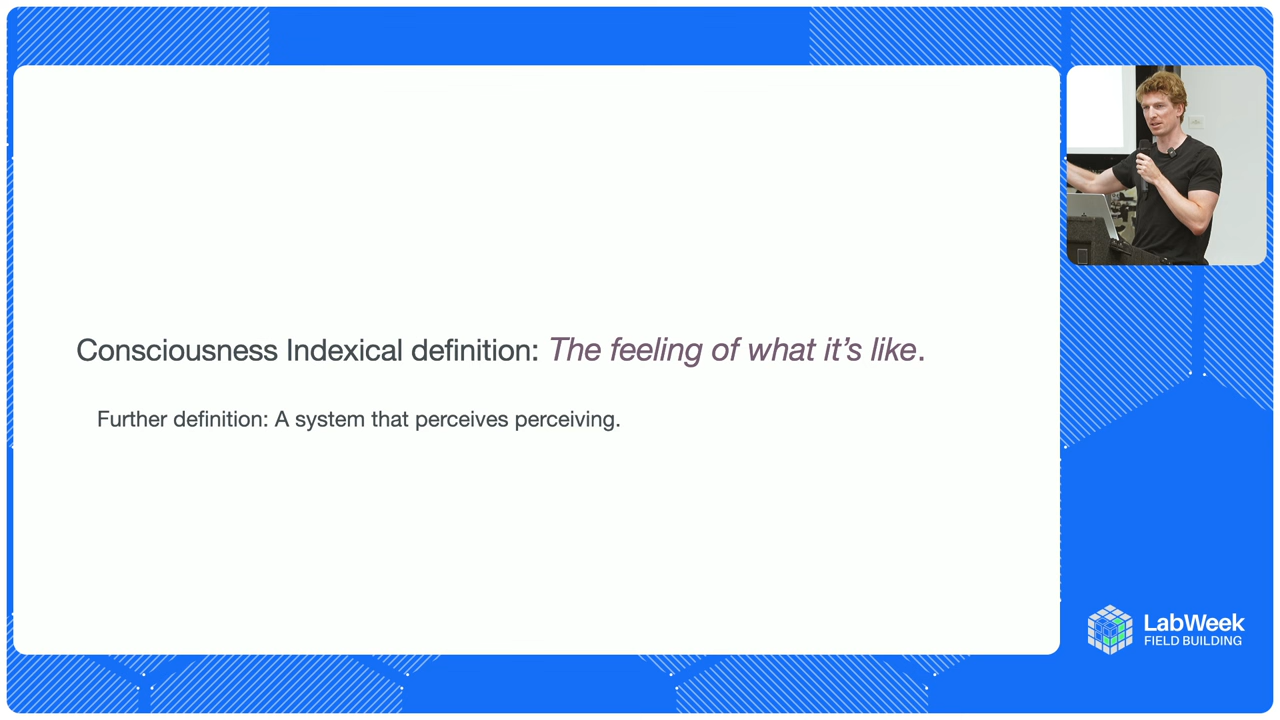 Consciousness Indexical definition: The feeling of what it’s like.
Further definition: A system that perceives perceiving.
LabWeek
FIELD BUILDING